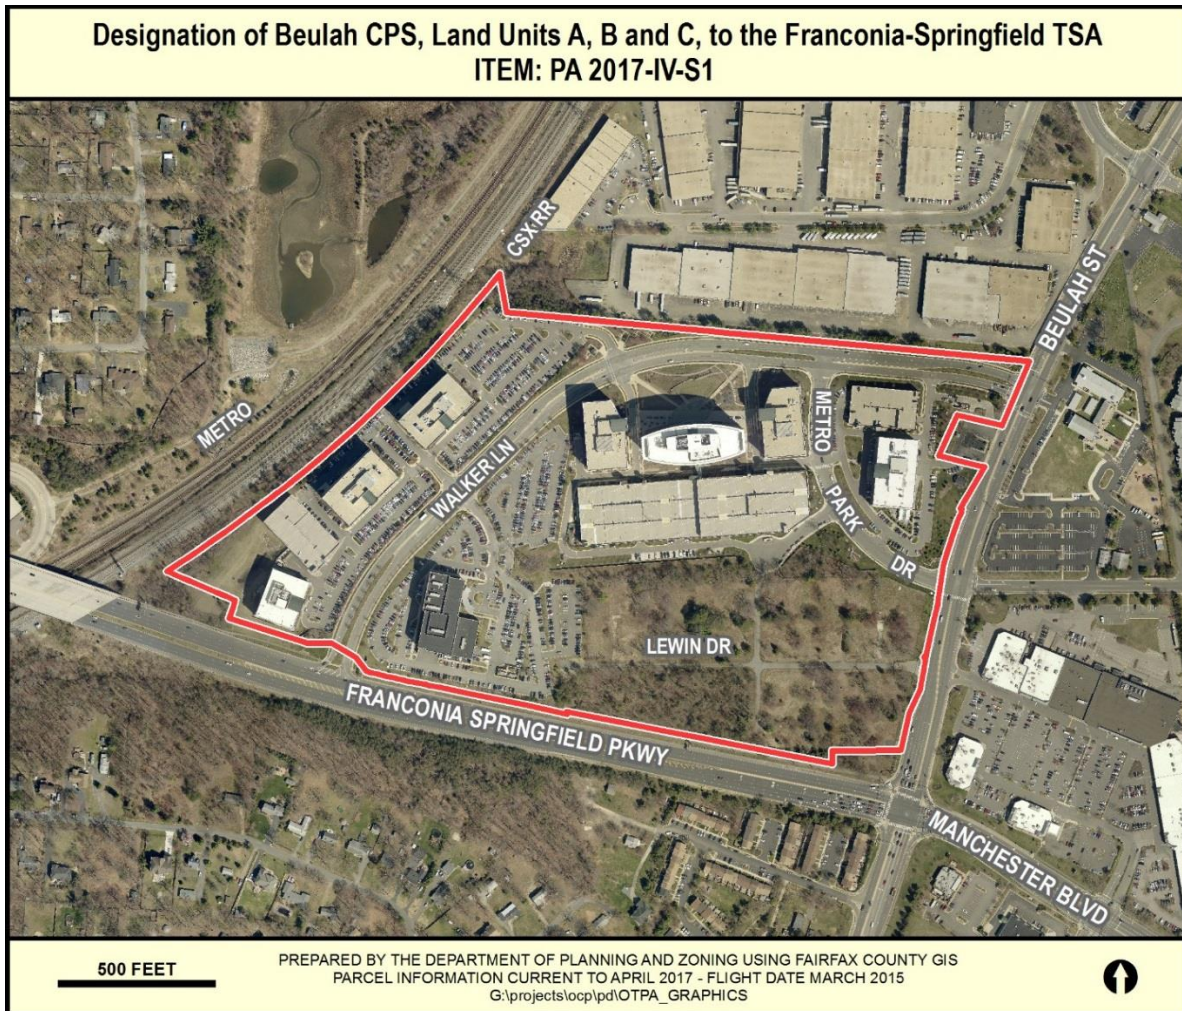 Designation of Beulah CPS, Land Units A, B and C, to the Franconia-Springfield TSA
ITEM: PA 2017-IV-S1
CSX RR
BEULAH ST
METRO
WALKER LN
METRO
PARK
DR
LEWIN DR
FRANCONIA SPRINGFIELD PKWY
MANCHESTER BLVD
500 FEET
PREPARED BY THE DEPARTMENT OF PLANNING AND ZONING USING FAIRFAX COUNTY GIS
PARCEL INFORMATION CURRENT TO APRIL 2017 - FLIGHT DATE MARCH 2015
G:\projects\ocp\pd\OTPA_GRAPHICS